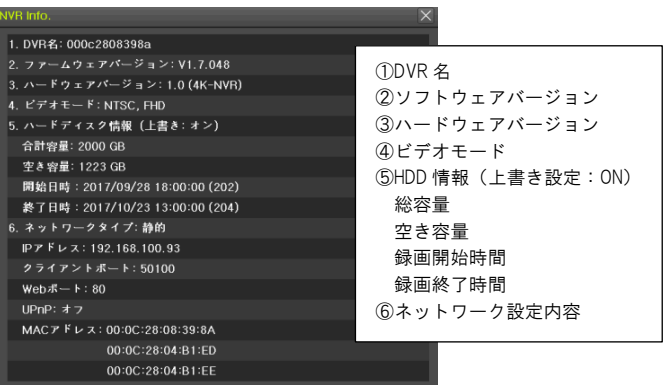 NVR Info.
1. DVR名: 000c2808398a
2. ファームウェアバージョン: V1.7.048
3. ハードウェアバージョン: 1.0 (4K-NVR)
4. ビデオモード: NTSC, FHD
5. ハードディスク情報 (上書き: オン)
合計容量: 2000 GB
空き容量: 1223 GB
開始日時 : 2017/09/28 18:00:00 (202)
終了日時 : 2017/10/23 13:00:00 (204)
6. ネットワークタイプ: 静的
IPアドレス: 192.168.100.93
クライアントポート: 50100
Webポート: 80
UPnP: オフ
MACアドレス: 00:0C:28:08:39:8A
00:0C:28:04:B1:ED
00:0C:28:04:B1:EE
①DVR 名
②ソフトウェアバージョン
③ハードウェアバージョン
④ビデオモード
⑤HDD 情報（上書き設定：ON）
総容量
空き容量
録画開始時間
録画終了時間
⑥ネットワーク設定内容